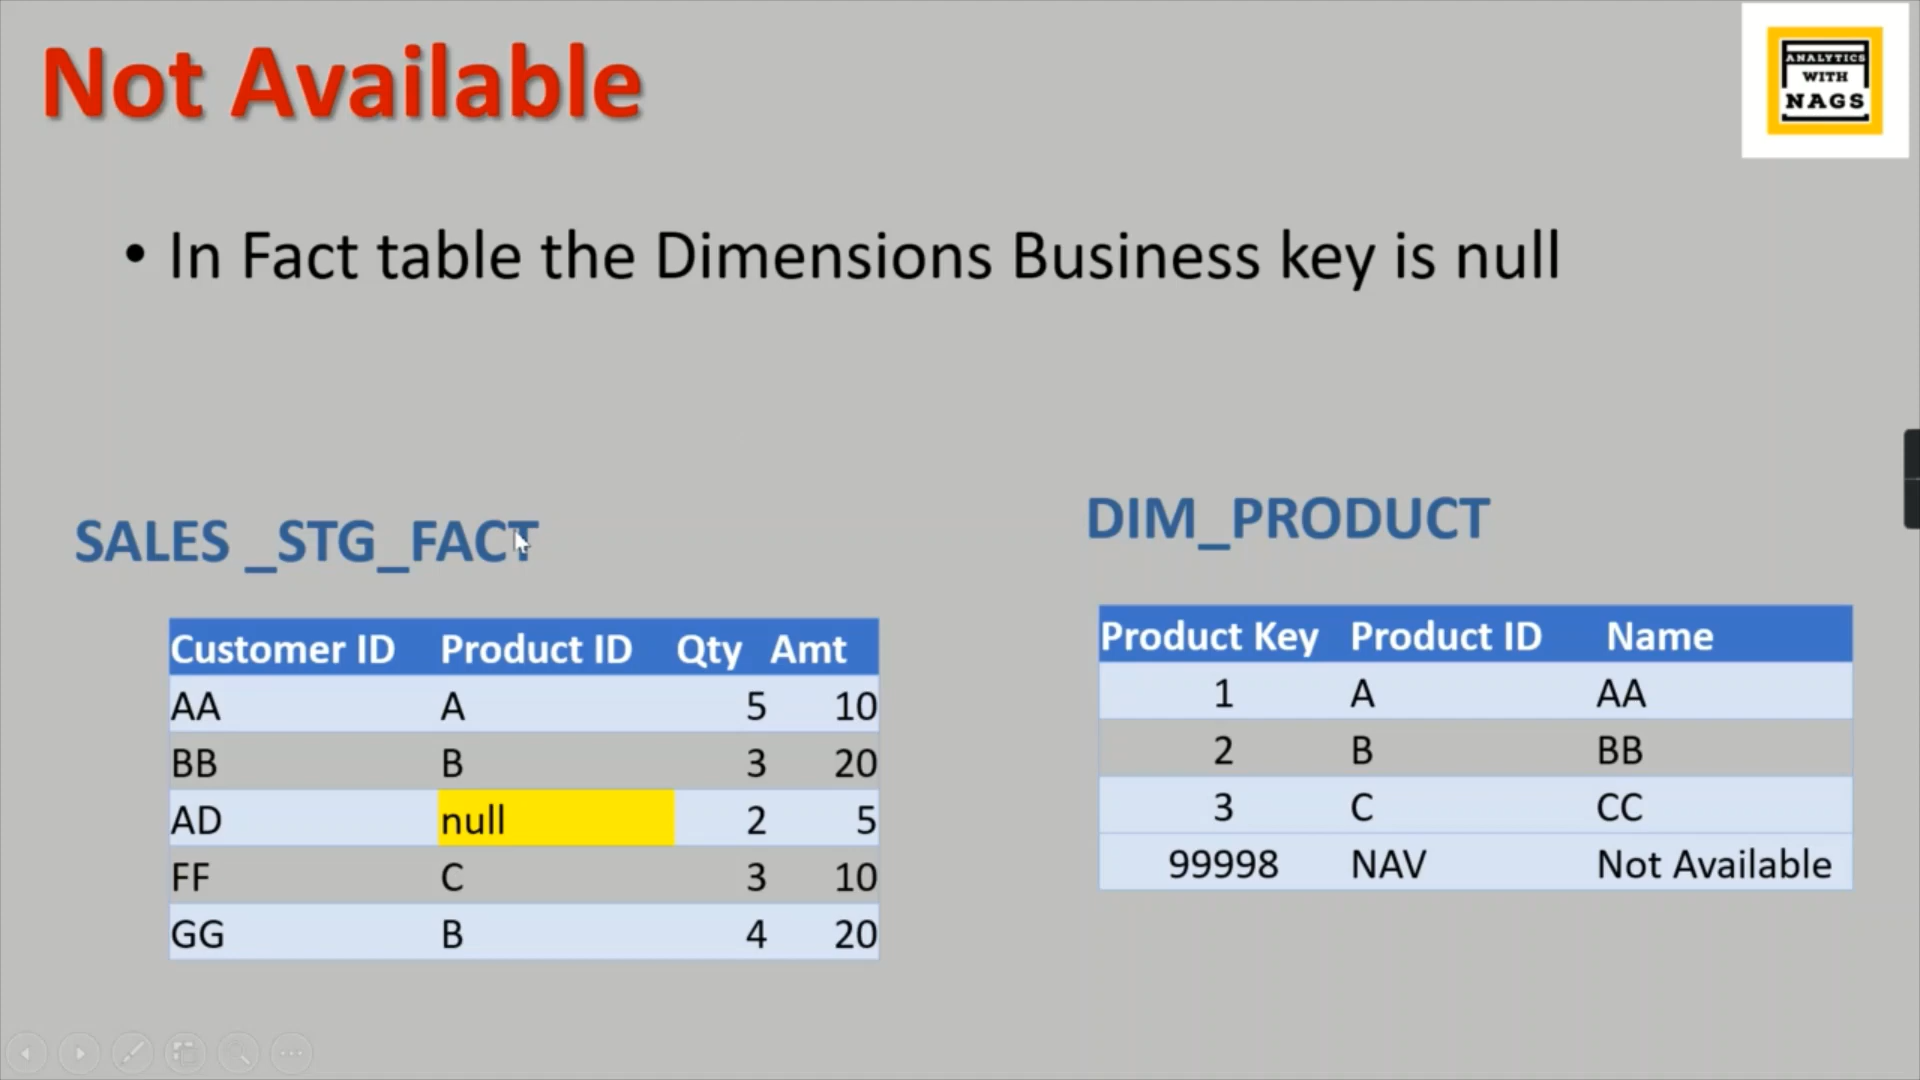 Not Available
ANALYTICS
WITH
NAGS
• In Fact table the Dimensions Business key is null
SALES _STG_FACT
Customer ID Product ID Qty Amt
AA A 5 10
BB B 3 20
AD null 2 5
FF C 3 10
GG B 4 20
DIM_PRODUCT
Product Key Product ID Name
1 A AA
2 B BB
3 C CC
99998 NAV Not Available